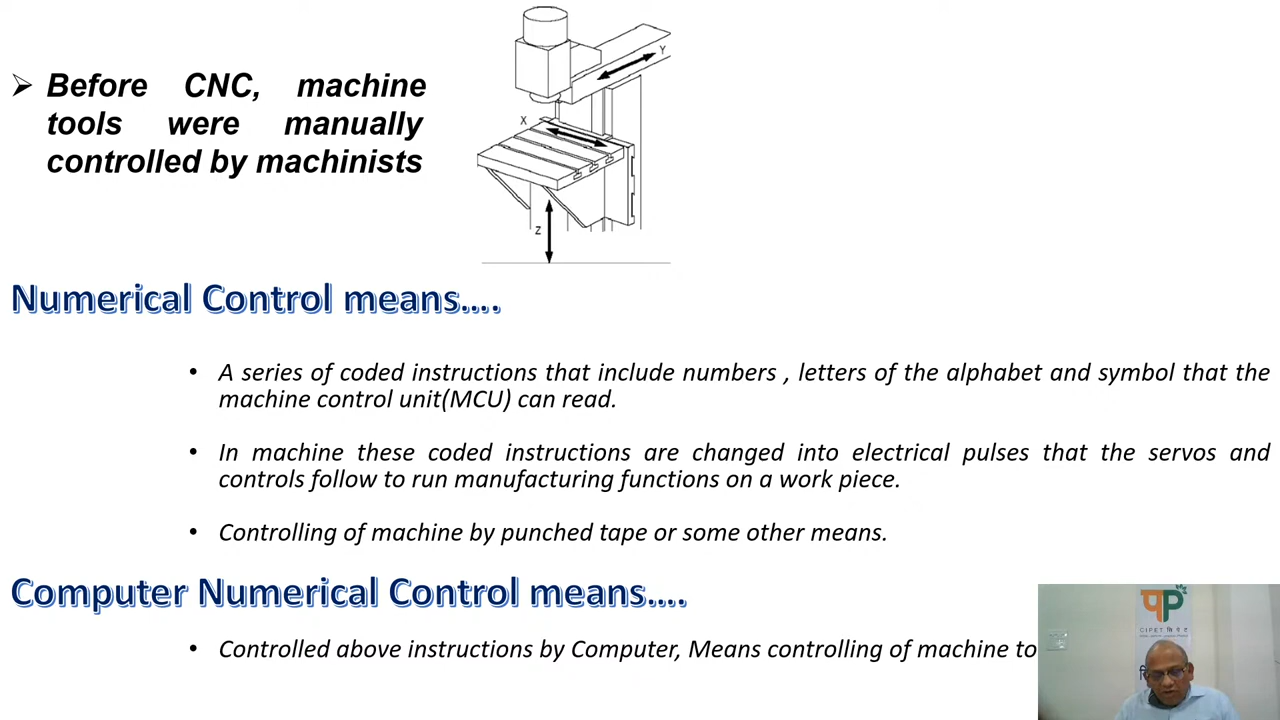 ➢ Before CNC, machine
tools were manually
controlled by machinists
Y
X
Z
Numerical Control means....
• A series of coded instructions that include numbers , letters of the alphabet and symbol that the
machine control unit(MCU) can read.
• In machine these coded instructions are changed into electrical pulses that the servos and
controls follow to run manufacturing functions on a work piece.
• Controlling of machine by punched tape or some other means.
Computer Numerical Control means....
• Controlled above instructions by Computer, Means controlling of machine to
CIPET सिपेट